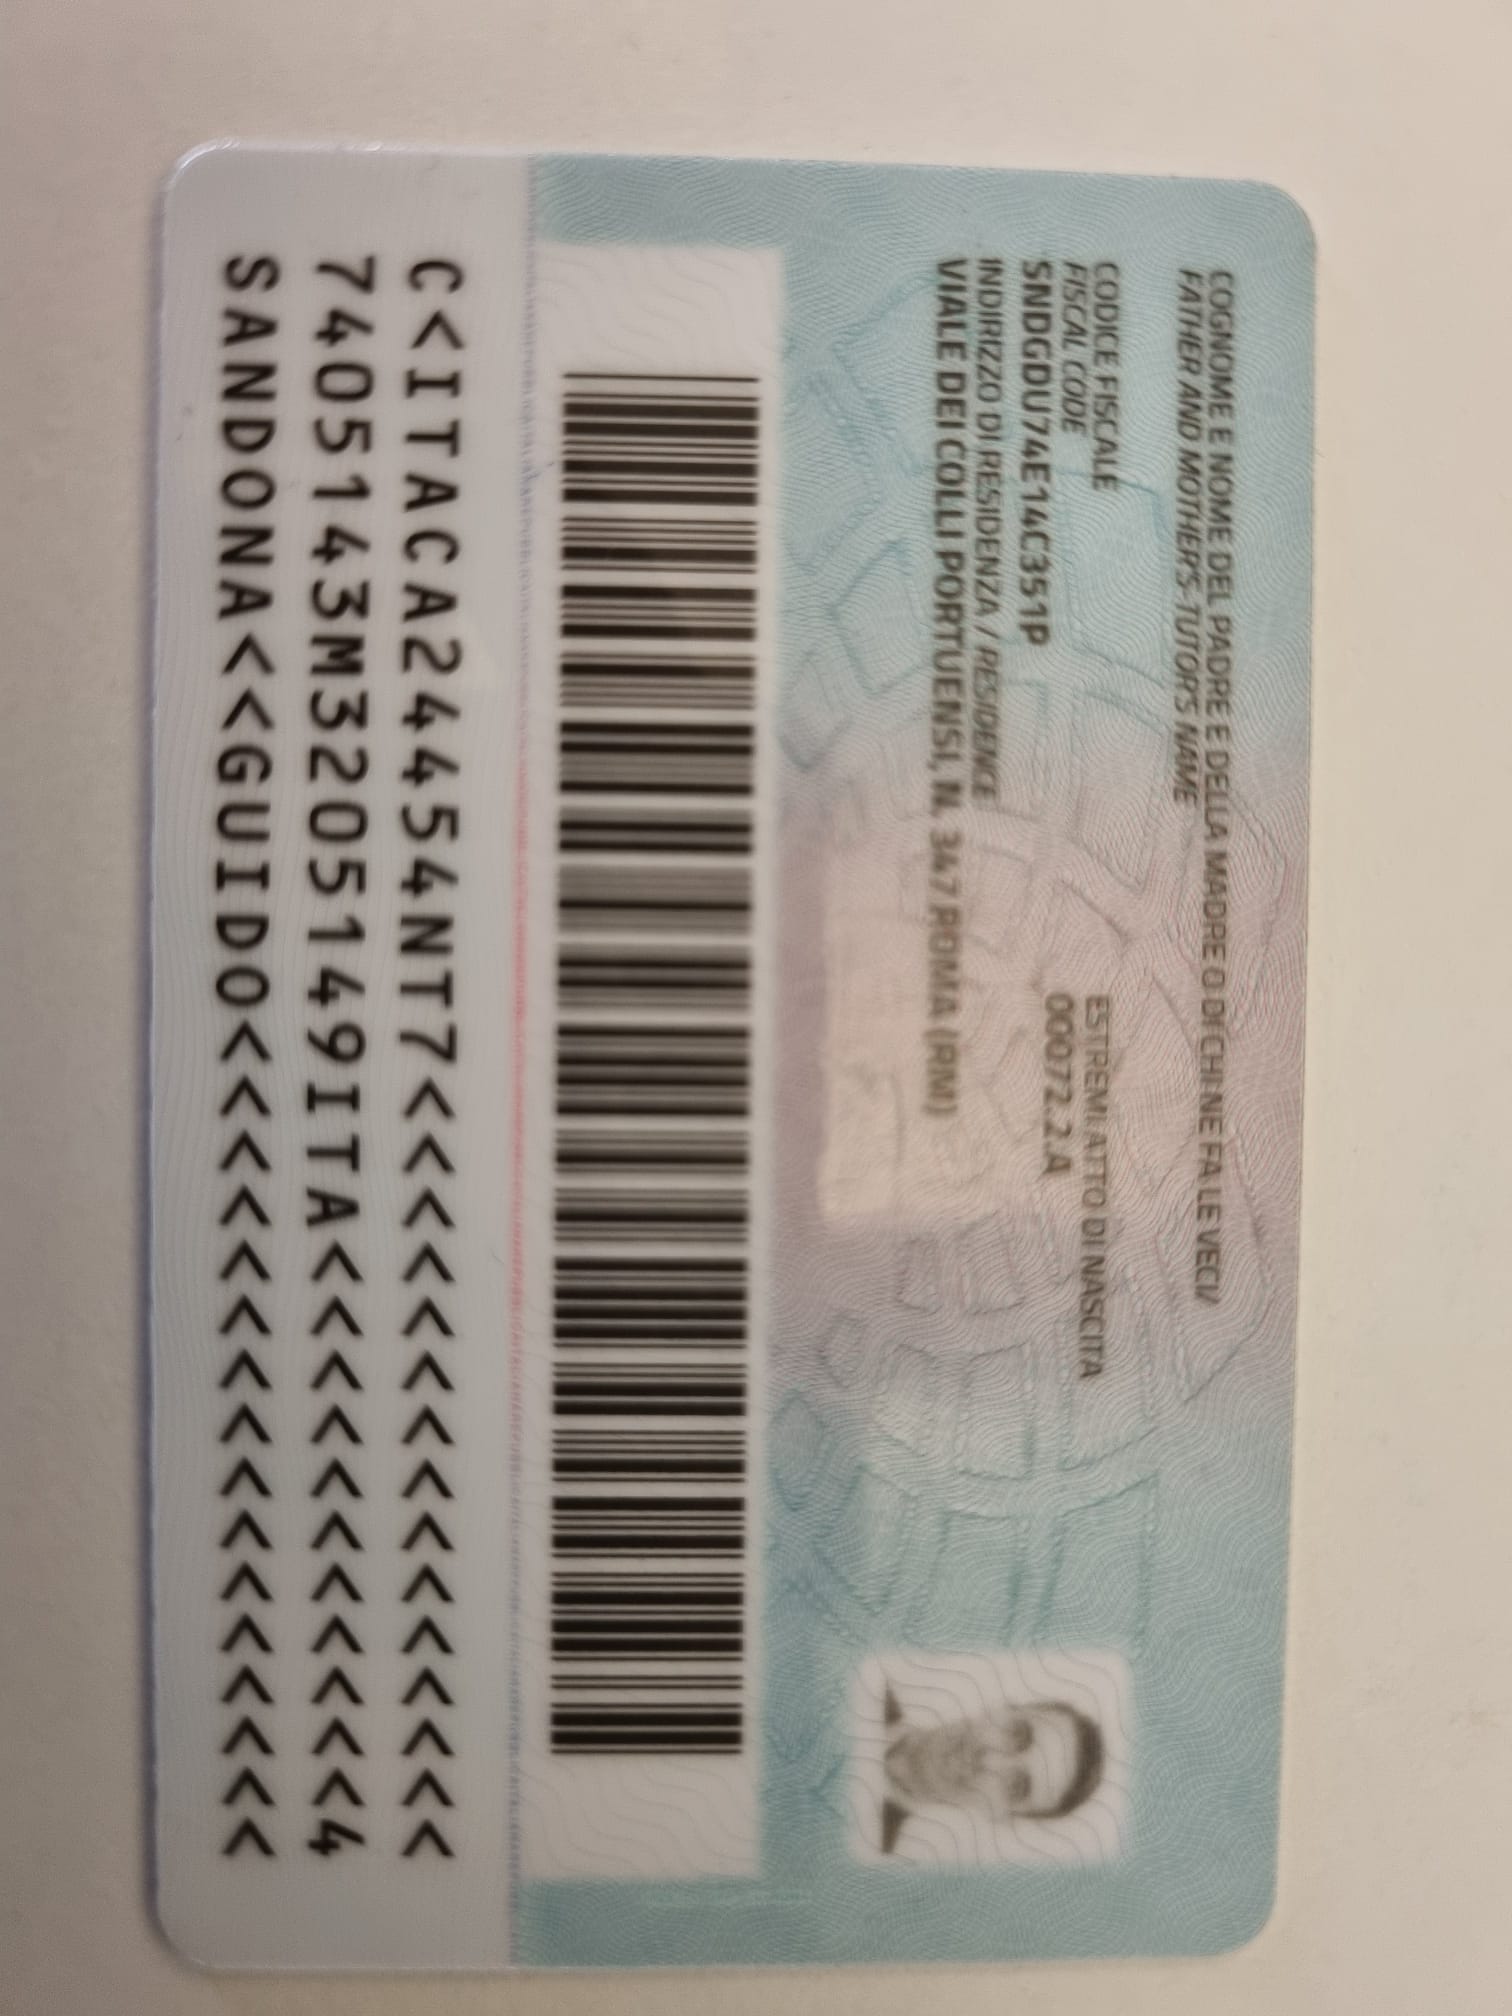 COGNOME E NOME DEL PADRE E DELLA MADRE O DI CHI NE FA LE VECI/
FATHER AND MOTHER'S-TUTOR'S NAME
CODICE FISCALE
FISCAL CODE
SNDGDU74E14C351P
ESTREMI ATTO DI NASCITA
00072.2.A
INDIRIZZO DI RESIDENZA / RESIDENCE
VIALE DEI COLLI PORTUENSI, N. 347 ROMA (RM)
C<ITACA24454NT7<<<<<<<<<<<<<<<
7405143M3205149ITA<<<<<<<<<<<4
SANDONA<<GUIDO<<<<<<<<<<<<<<<<